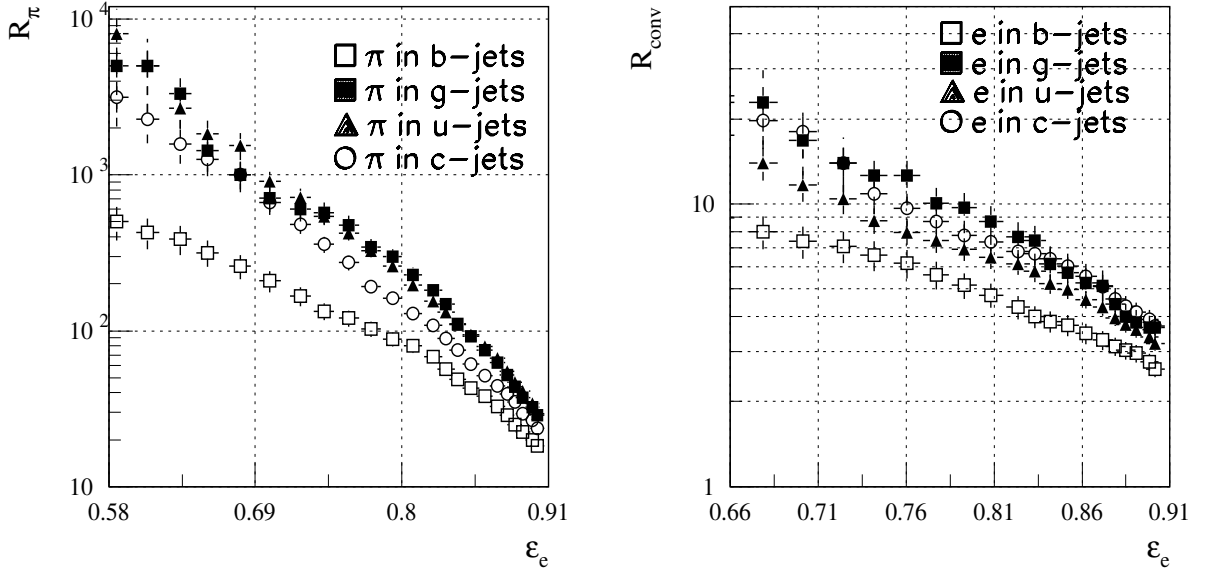 R_π
10^4
10^3
10^2
10
π in b-jets
π in g-jets
π in u-jets
π in c-jets
0.58 0.69 0.8 0.91
ε_e
R_conv
10
1
e in b-jets
e in g-jets
e in u-jets
e in c-jets
0.66 0.71 0.76 0.81 0.86 0.91
ε_e